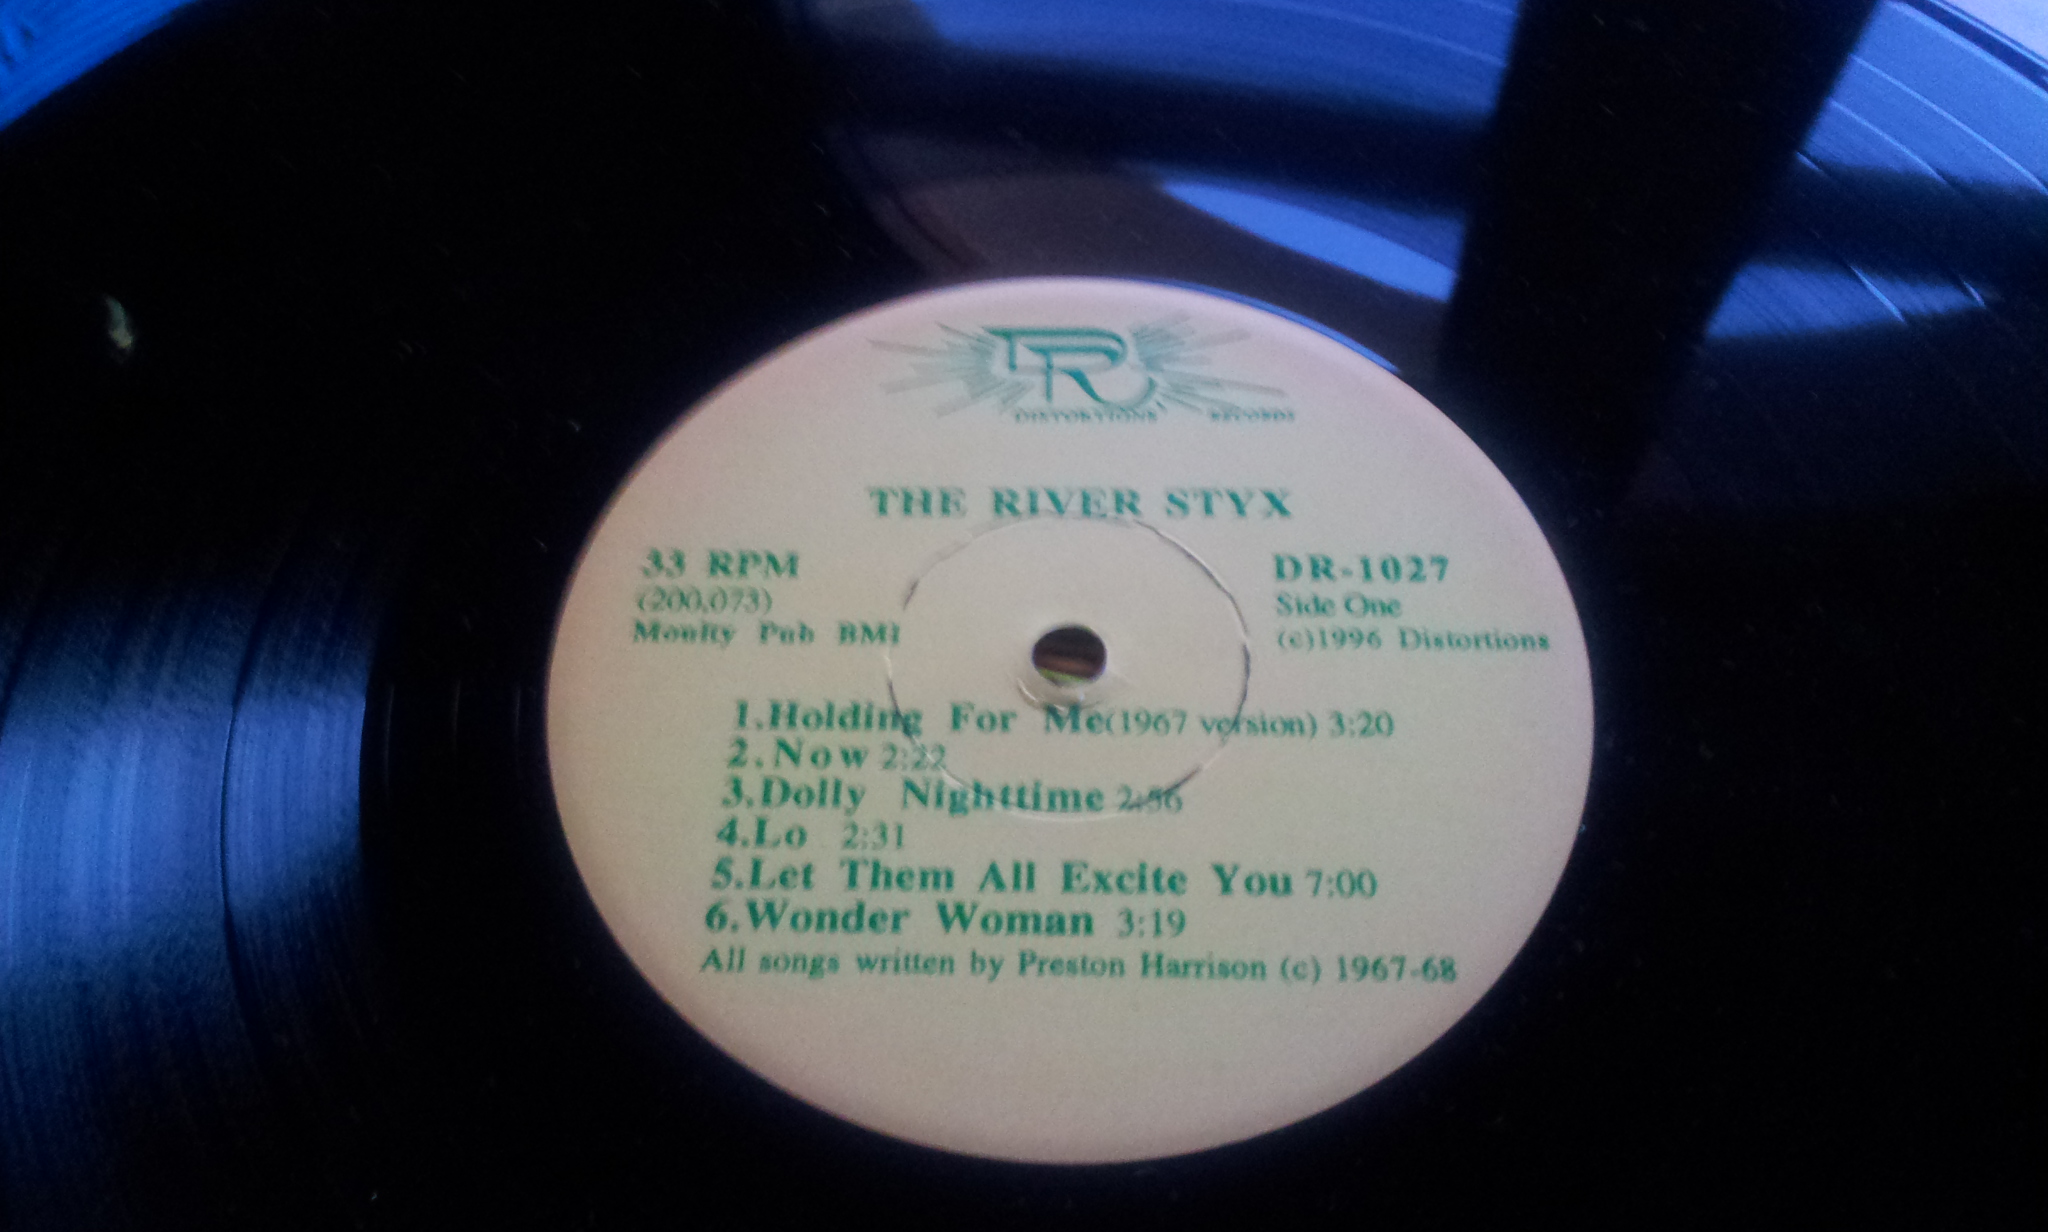 DR
DISTORTIONS RECORDS
THE RIVER STYX
33 RPM
(200,073)
Monlty Pub BMI
DR-1027
Side One
(c)1996 Distortions
1.Holding For Me(1967 version) 3:20
2.Now 2:22
3.Dolly Nighttime 2:56
4.Lo 2:31
5.Let Them All Excite You 7:00
6.Wonder Woman 3:19
All songs written by Preston Harrison (c) 1967-68